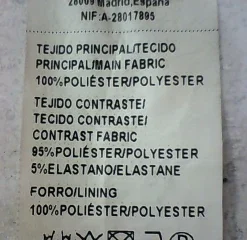 28009 Madrid, España
NIF:A-28017895
TEJIDO PRINCIPAL/TECIDO
PRINCIPAL/MAIN FABRIC
100%POLIÉSTER/POLYESTER
TEJIDO CONTRASTE/
TECIDO CONTRASTE/
CONTRAST FABRIC
95%POLIÉSTER/POLYESTER
5%ELASTANO/ELASTANE
FORRO/LINING
100%POLIÉSTER/POLYESTER